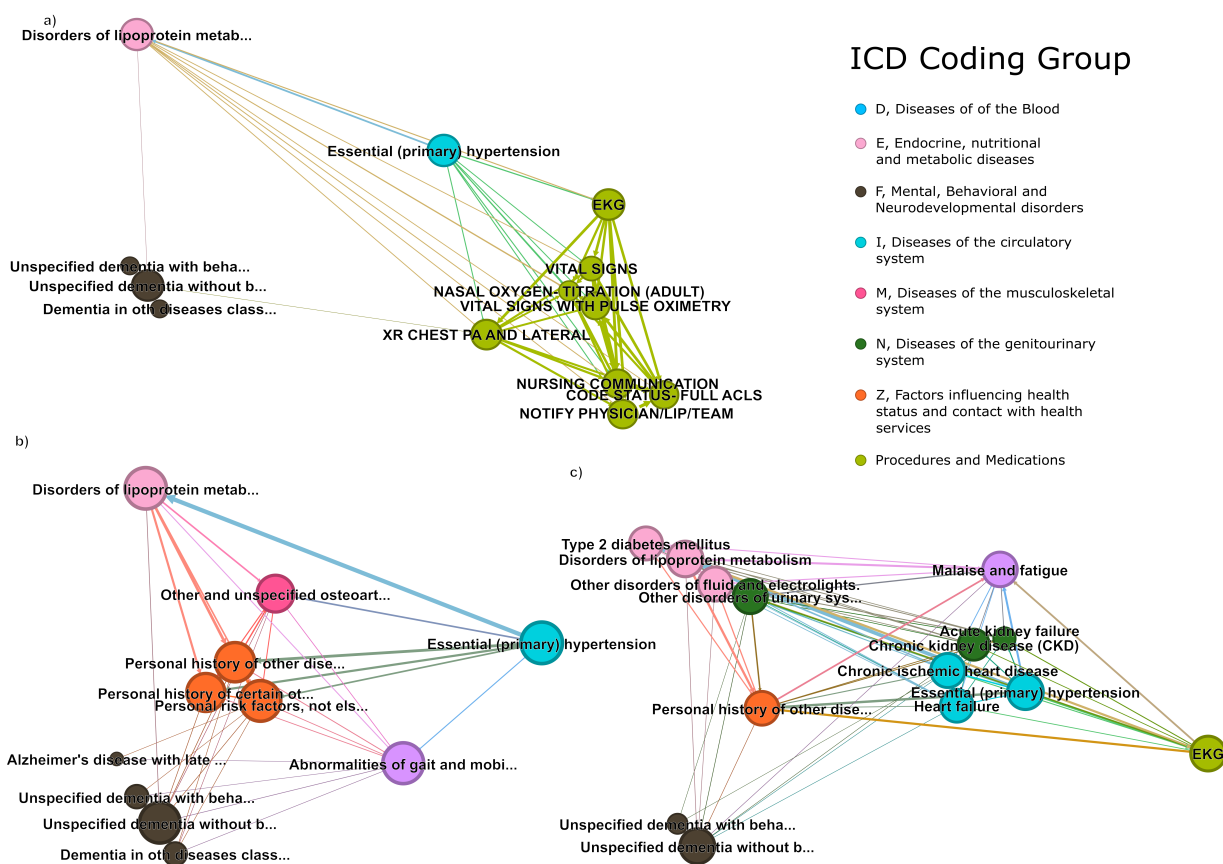 a)
Disorders of lipoprotein metab...
Essential (primary) hypertension
EKG
VITAL SIGNS
Unspecified dementia with beha...
Unspecified dementia without b...
Dementia in oth diseases class...
NASAL OXYGEN- TITRATION (ADULT)
VITAL SIGNS WITH PULSE OXIMETRY
XR CHEST PA AND LATERAL
NURSING COMMUNICATION
CODE STATUS- FULL ACLS
NOTIFY PHYSICIAN/LIP/TEAM
ICD Coding Group
D, Diseases of of the Blood
E, Endocrine, nutritional
and metabolic diseases
F, Mental, Behavioral and
Neurodevelopmental disorders
I, Diseases of the circulatory
system
M, Diseases of the musculoskeletal
system
N, Diseases of the genitourinary
system
Z, Factors influencing health
status and contact with health
services
Procedures and Medications
b)
Disorders of lipoprotein metab...
Other and unspecified osteoart...
Essential (primary) hypertension
Personal history of other dise...
Personal history of certain ot...
Personal risk factors, not els...
Alzheimer's disease with late ...
Abnormalities of gait and mobi...
Unspecified dementia with beha...
Unspecified dementia without b...
Dementia in oth diseases class...
c)
Type 2 diabetes mellitus
Disorders of lipoprotein metabolism
Malaise and fatigue
Other disorders of fluid and electrolights.
Other disorders of urinary sys...
Acute kidney failure
Chronic kidney disease (CKD)
Chronic ischemic heart disease
Essential (primary) hypertension
Heart failure
Personal history of other dise...
EKG
Unspecified dementia with beha...
Unspecified dementia without b...